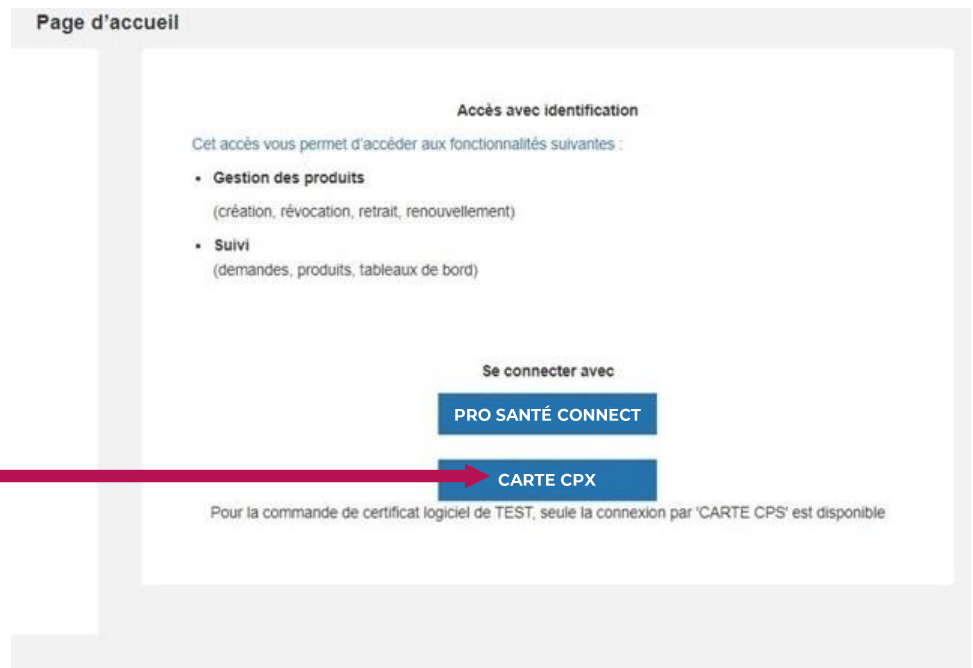 Page d'accueil
Accès avec identification
Cet accès vous permet d'accéder aux fonctionnalités suivantes :
• Gestion des produits
(création, révocation, retrait, renouvellement)
• Suivi
(demandes, produits, tableaux de bord)
Se connecter avec
PRO SANTÉ CONNECT
CARTE CPX
Pour la commande de certificat logiciel de TEST, seule la connexion par 'CARTE CPS' est disponible